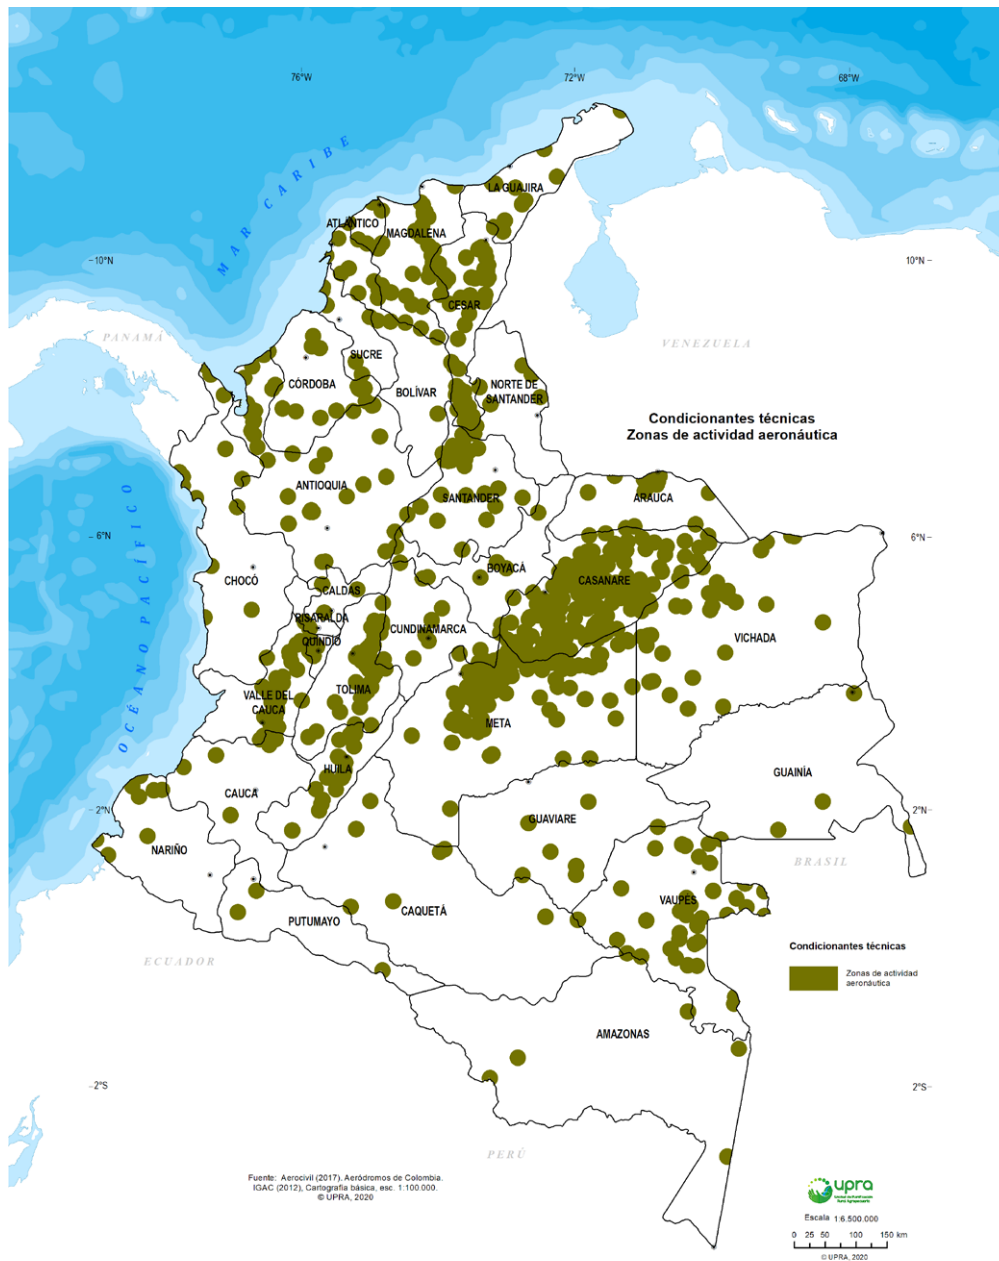 76°W
72°W
68°W
MAR CARIBE
LA GUAJIRA
ATLÁNTICO
MAGDALENA
10°N
10°N
CESAR
PANAMÁ
VENEZUELA
SUCRE
CÓRDOBA
BOLÍVAR
NORTE DE
SANTANDER
Condicionantes técnicas
Zonas de actividad aeronáutica
ANTIOQUIA
SANTANDER
ARAUCA
OCÉANO PACÍFICO
6°N
6°N
CHOCÓ
BOYACÁ
CASANARE
CALDAS
RISARALDA
CUNDINAMARCA
QUINDIO
VICHADA
VALLE DEL
CAUCA
TOLIMA
META
HUILA
GUAINÍA
CAUCA
2°N
2°N
GUAVIARE
NARIÑO
BRASIL
VAUPÉS
CAQUETÁ
PUTUMAYO
Condicionantes técnicas
ECUADOR
Zonas de actividad
aeronáutica
AMAZONAS
2°S
2°S
PERÚ
Fuente: Aerocivil (2017). Aeródromos de Colombia.
IGAC (2012), Cartografía básica, esc. 1:100.000.
© UPRA, 2020
upra
Escala 1:6.500.000
0 25 50 100 150 km
© UPRA, 2020